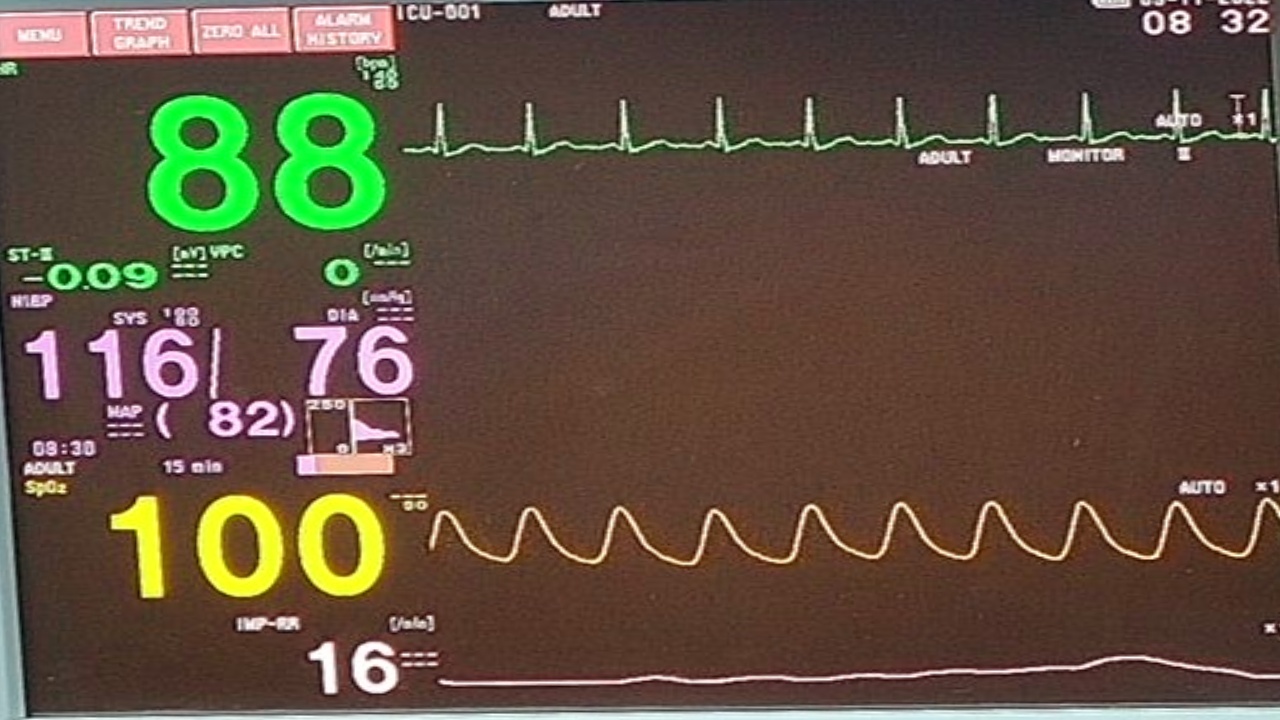 MENU
TREND GRAPH
ZERO ALL
ALARM HISTORY
ICU-001 ADULT
08 32
HR [bpm]
88
ST-II [mV] VPC [/min]
-0.09 --- 0 ---
NIBP [mmHg]
SYS DIA ---
116/ 76
MAP --- ( 82)
250
0
08:30
ADULT 15 min
SpO2
100
IMP-RR [/min]
16 ---
AUTO ×1
ADULT MONITOR II
AUTO ×1